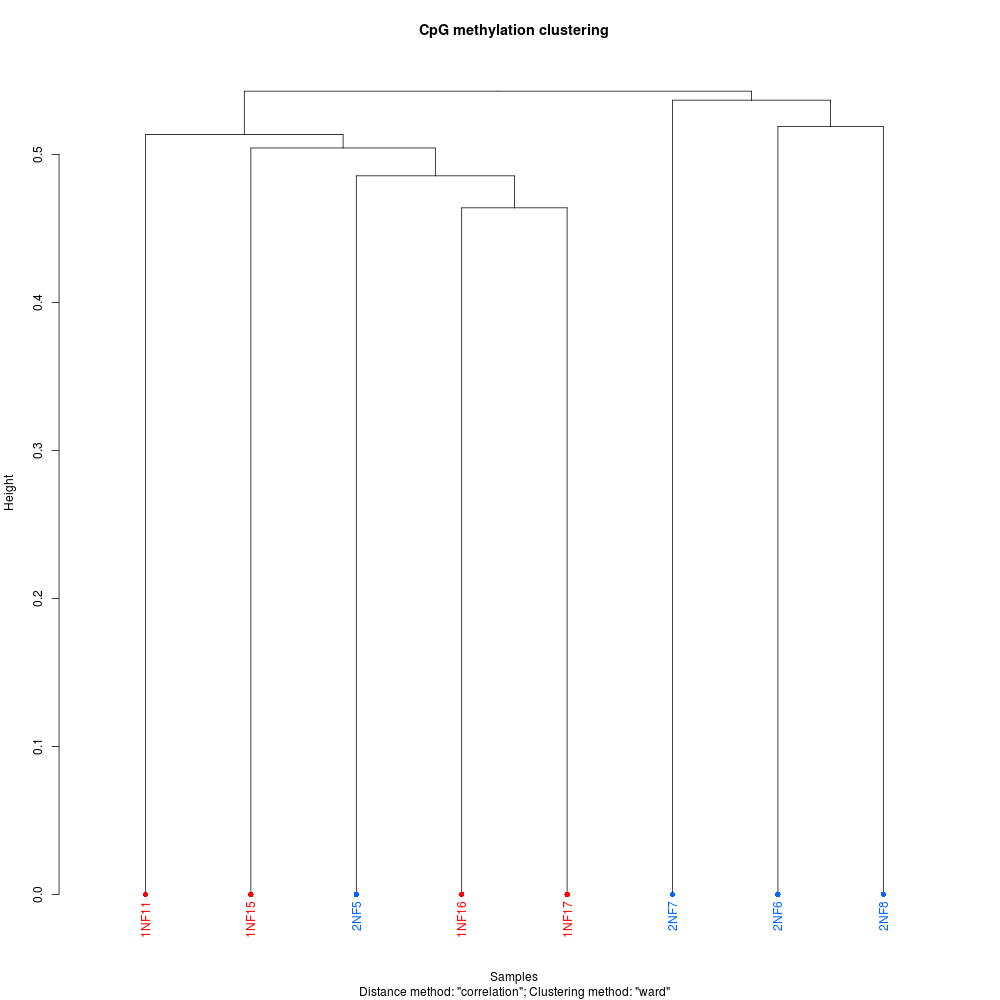 CpG methylation clustering
Height
0.5
0.4
0.3
0.2
0.1
0.0
1NF11
1NF15
2NF5
1NF16
1NF17
2NF7
2NF6
2NF8
Samples
Distance method: "correlation"; Clustering method: "ward"